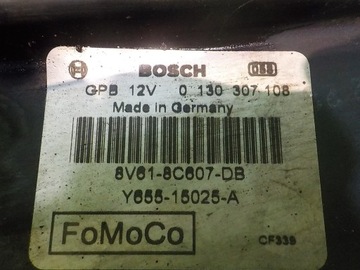 BOSCH
GPB 12V 0 130 307 108
Made in Germany
8V61-8C607-DB
Y655-15025-A
FoMoCo
CF339